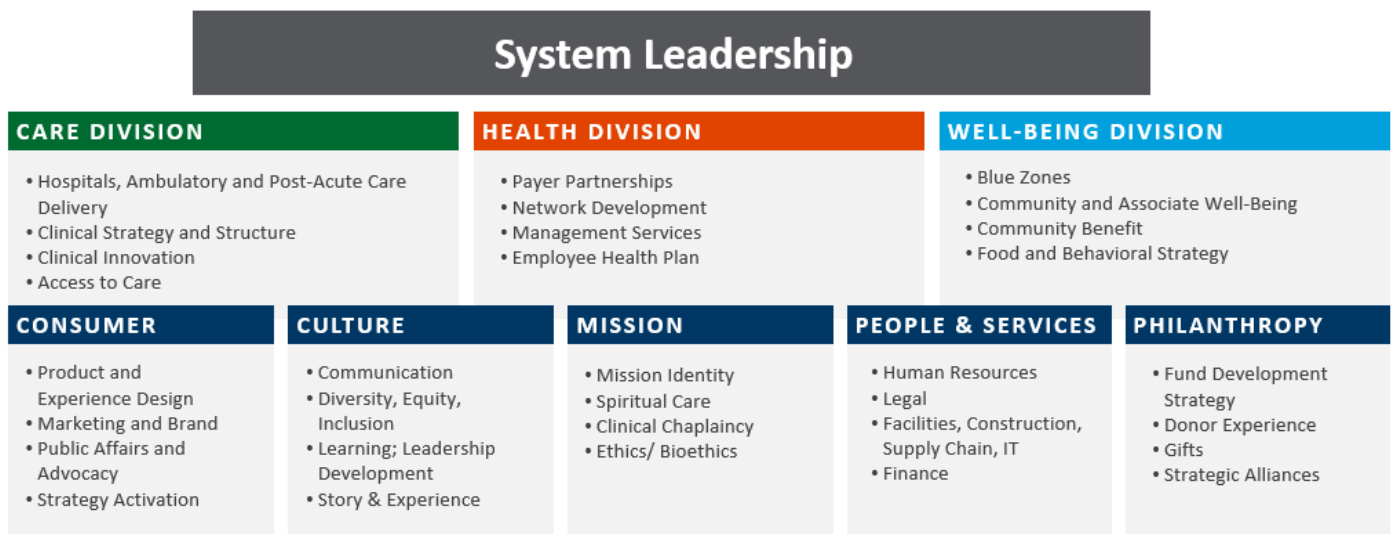 System Leadership
CARE DIVISION
• Hospitals, Ambulatory and Post-Acute Care
Delivery
• Clinical Strategy and Structure
• Clinical Innovation
• Access to Care
HEALTH DIVISION
• Payer Partnerships
• Network Development
• Management Services
• Employee Health Plan
WELL-BEING DIVISION
• Blue Zones
• Community and Associate Well-Being
• Community Benefit
• Food and Behavioral Strategy
CONSUMER
• Product and
Experience Design
• Marketing and Brand
• Public Affairs and
Advocacy
• Strategy Activation
CULTURE
• Communication
• Diversity, Equity,
Inclusion
• Learning; Leadership
Development
• Story & Experience
MISSION
• Mission Identity
• Spiritual Care
• Clinical Chaplaincy
• Ethics/ Bioethics
PEOPLE & SERVICES
• Human Resources
• Legal
• Facilities, Construction,
Supply Chain, IT
• Finance
PHILANTHROPY
• Fund Development
Strategy
• Donor Experience
• Gifts
• Strategic Alliances